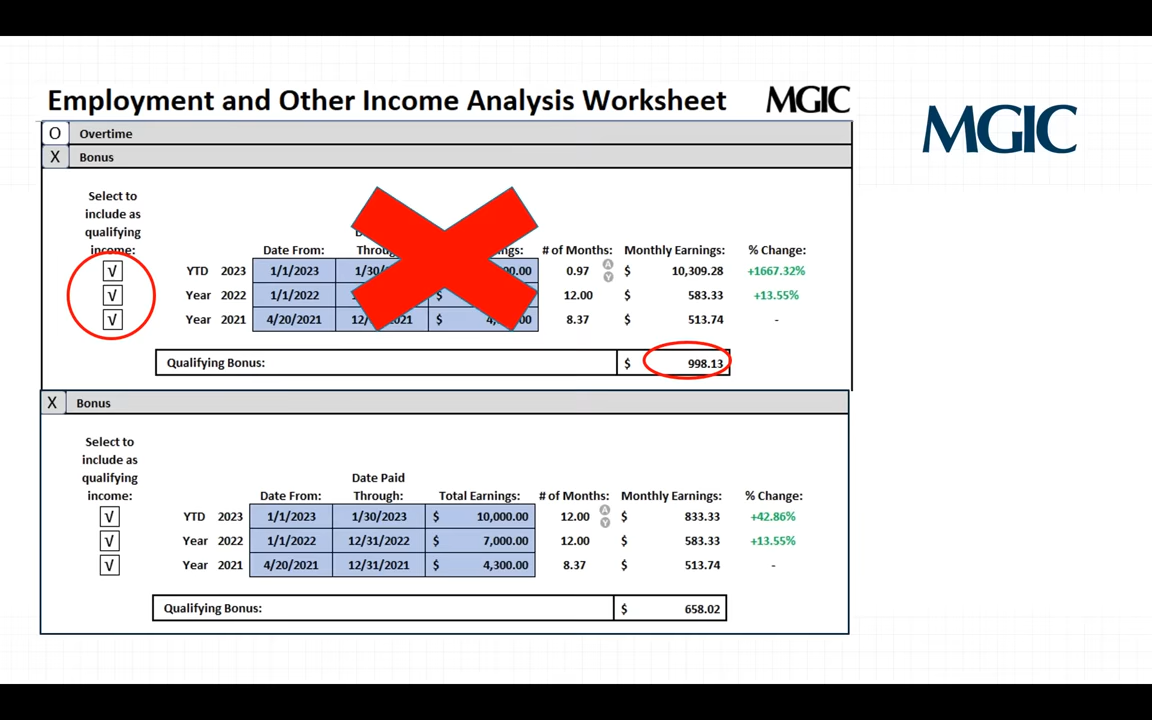 Employment and Other Income Analysis Worksheet MGIC
MGIC
O Overtime
X Bonus
Select to
include as
qualifying
income: Date From: # of Months: Monthly Earnings: % Change:
√ YTD 2023 1/1/2023 1/30/ 0.97 A Y $ 10,309.28 +1667.32%
√ Year 2022 1/1/2022 $ 12.00 $ 583.33 +13.55%
√ Year 2021 4/20/2021 8.37 $ 513.74 -
Qualifying Bonus: $ 998.13
X Bonus
Select to
include as
qualifying Date Paid
income: Date From: Through: Total Earnings: # of Months: Monthly Earnings: % Change:
√ YTD 2023 1/1/2023 1/30/2023 $ 10,000.00 12.00 A Y $ 833.33 +42.86%
√ Year 2022 1/1/2022 12/31/2022 $ 7,000.00 12.00 $ 583.33 +13.55%
√ Year 2021 4/20/2021 12/31/2021 $ 4,300.00 8.37 $ 513.74 -
Qualifying Bonus: $ 658.02